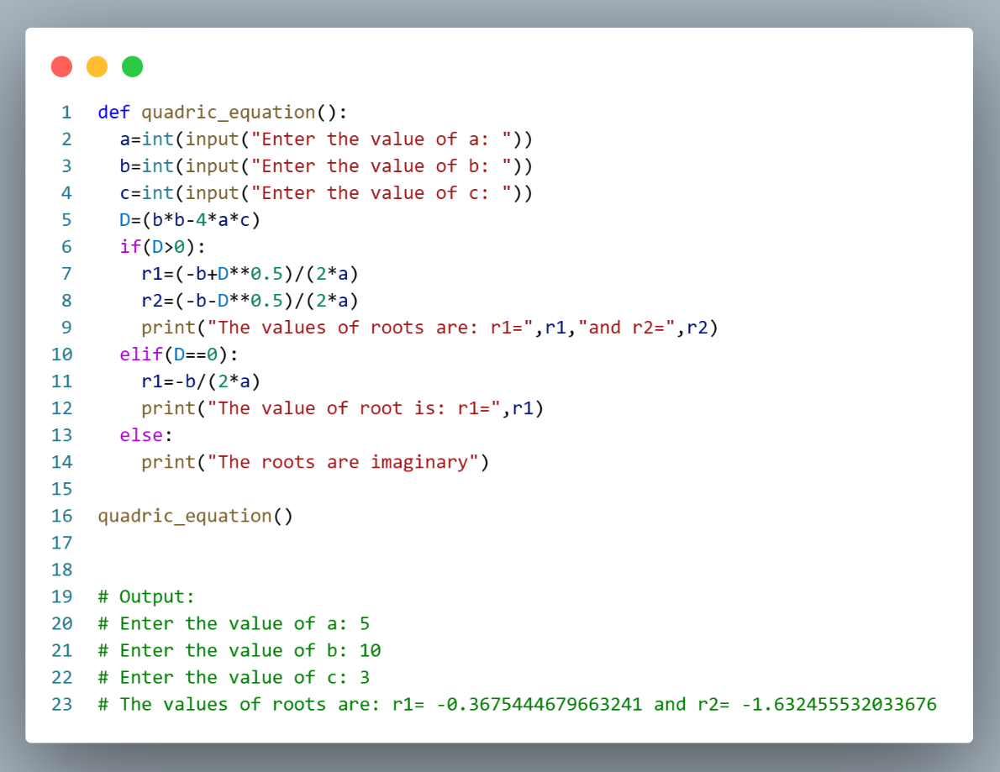 1 def quadric_equation():
2   a=int(input("Enter the value of a: "))
3   b=int(input("Enter the value of b: "))
4   c=int(input("Enter the value of c: "))
5   D=(b*b-4*a*c)
6   if(D>0):
7     r1=(-b+D**0.5)/(2*a)
8     r2=(-b-D**0.5)/(2*a)
9     print("The values of roots are: r1=",r1,"and r2=",r2)
10   elif(D==0):
11     r1=-b/(2*a)
12     print("The value of root is: r1=",r1)
13   else:
14     print("The roots are imaginary")
15
16 quadric_equation()
17
18
19 # Output:
20 # Enter the value of a: 5
21 # Enter the value of b: 10
22 # Enter the value of c: 3
23 # The values of roots are: r1= -0.3675444679663241 and r2= -1.632455532033676